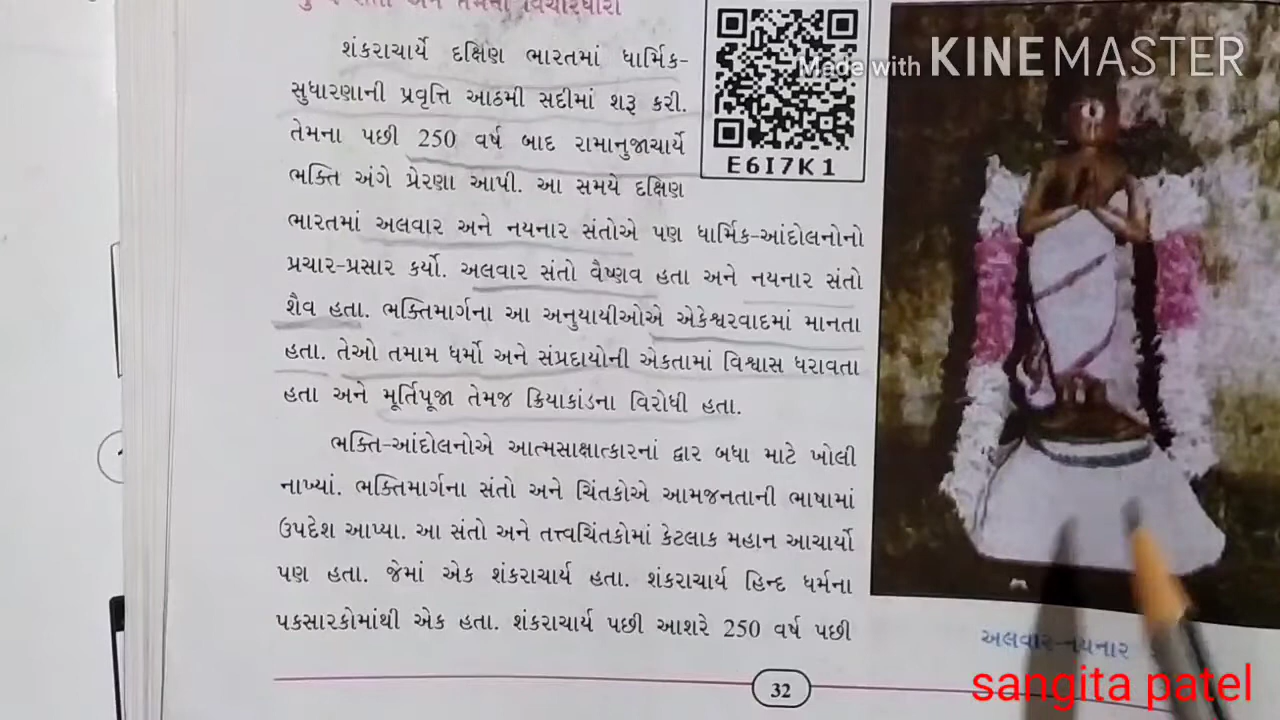 Made with KINEMASTER
શંકરાચાર્યે દક્ષિણ ભારતમાં ધાર્મિક-
સુધારણાની પ્રવૃત્તિ આઠમી સદીમાં શરૂ કરી.
તેમના પછી 250 વર્ષ બાદ રામાનુજાચાર્યે
ભક્તિ અંગે પ્રેરણા આપી. આ સમયે દક્ષિણ
ભારતમાં અલવાર અને નયનાર સંતોએ પણ ધાર્મિક-આંદોલનોનો
પ્રચાર-પ્રસાર કર્યો. અલવાર સંતો વૈષ્ણવ હતા અને નયનાર સંતો
શૈવ હતા. ભક્તિમાર્ગના આ અનુયાયીઓએ એકેશ્વરવાદમાં માનતા
હતા. તેઓ તમામ ધર્મો અને સંપ્રદાયોની એકતામાં વિશ્વાસ ધરાવતા
હતા અને મૂર્તિપૂજા તેમજ ક્રિયાકાંડના વિરોધી હતા.
ભક્તિ-આંદોલનોએ આત્મસાક્ષાત્કારનાં દ્વાર બધા માટે ખોલી
નાખ્યાં. ભક્તિમાર્ગના સંતો અને ચિંતકોએ આમજનતાની ભાષામાં
ઉપદેશ આપ્યા. આ સંતો અને તત્ત્વચિંતકોમાં કેટલાક મહાન આચાર્યો
પણ હતા. જેમાં એક શંકરાચાર્ય હતા. શંકરાચાર્ય હિન્દ ધર્મના
પકસારકોમાંથી એક હતા. શંકરાચાર્ય પછી આશરે 250 વર્ષ પછી
E6I7K1
અલવાર-નયનાર
32
sangita patel